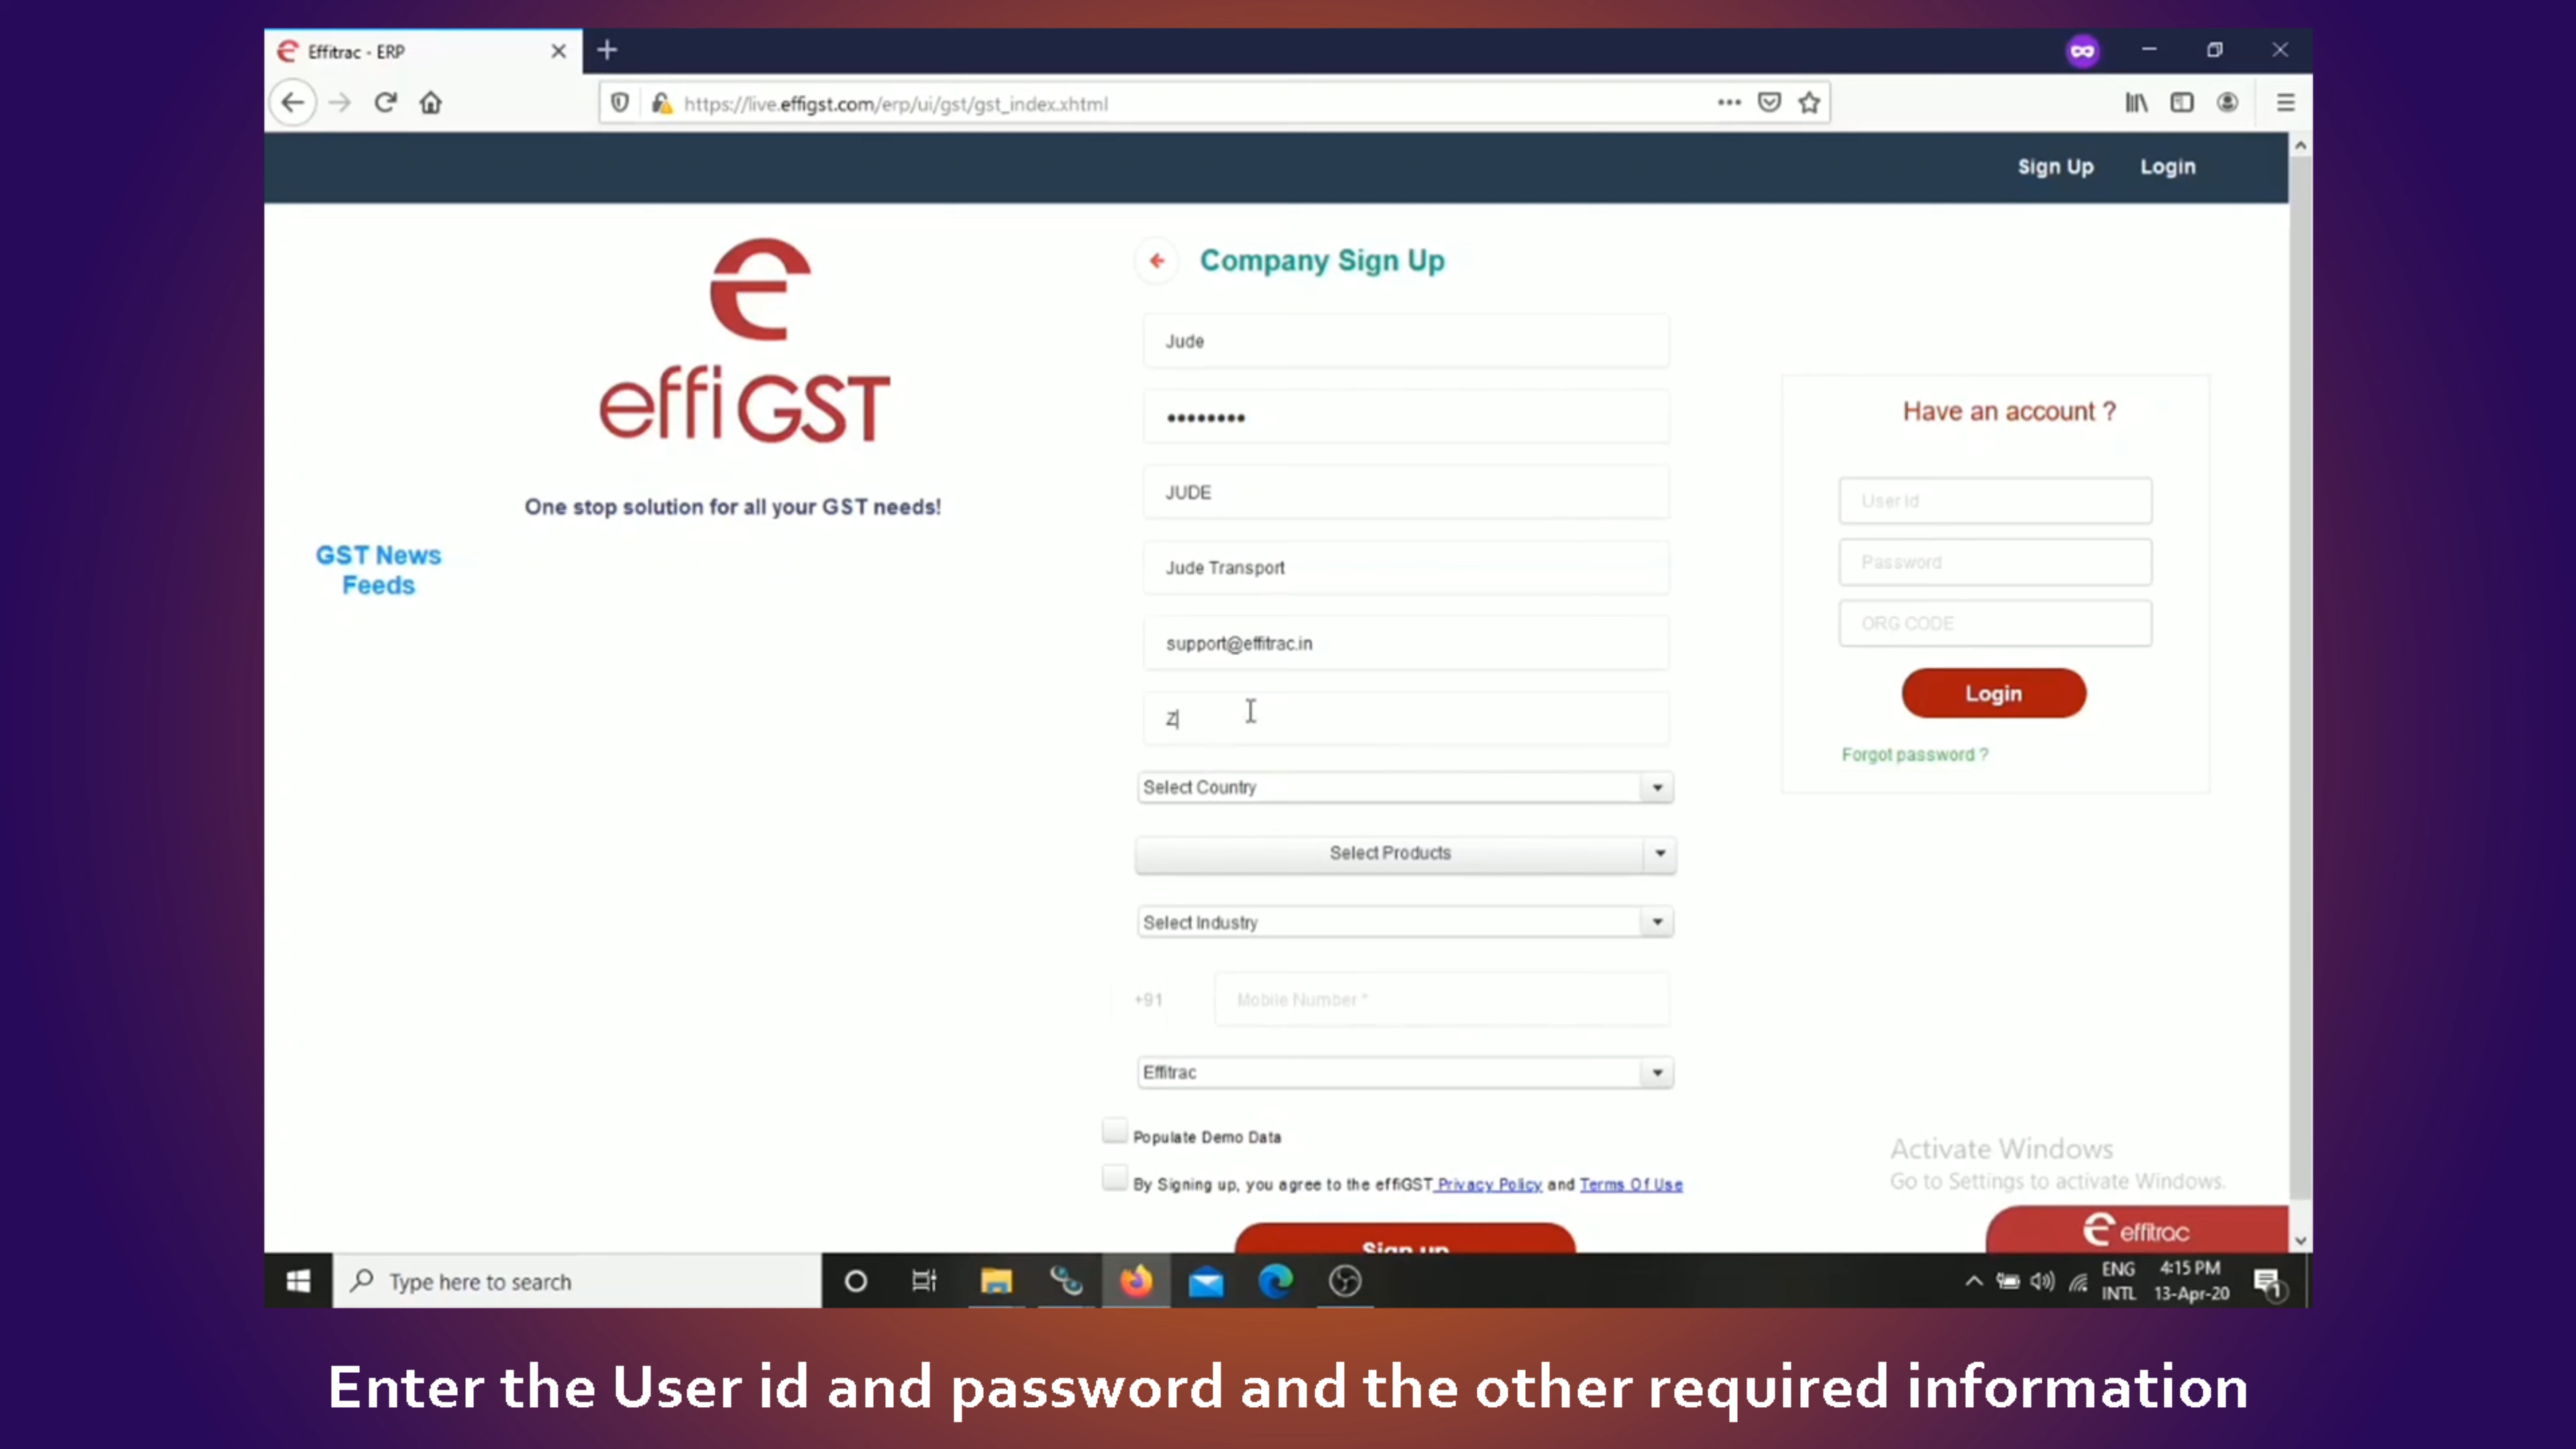 Effitrac - ERP
https://live.effigst.com/erp/ui/gst/gst_index.xhtml
Sign Up Login
effiGST
One stop solution for all your GST needs!
GST News
Feeds
Company Sign Up
Jude
••••••••
JUDE
Jude Transport
support@effitrac.in
z
Select Country
Select Products
Select Industry
+91 Mobile Number *
Effitrac
Populate Demo Data
By Signing up, you agree to the effiGST Privacy Policy and Terms Of Use
Sign up
Have an account ?
User id
Password
ORG CODE
Login
Forgot password ?
Activate Windows
Go to Settings to activate Windows.
effitrac
Type here to search
ENG
INTL
4:15 PM
13-Apr-20
1
Enter the User id and password and the other required information